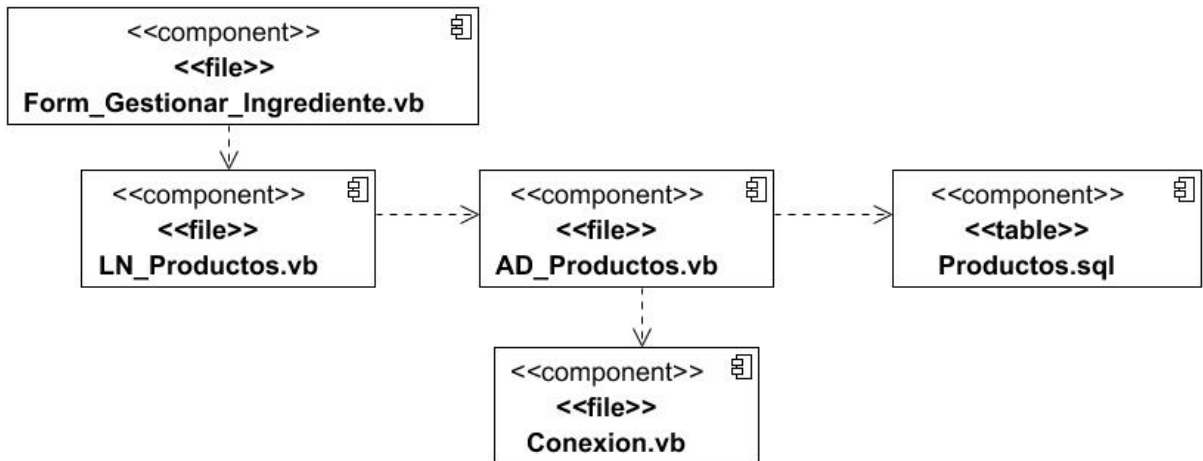 <<component>>
<<file>>
Form_Gestionar_Ingrediente.vb
<<component>>
<<file>>
LN_Productos.vb
<<component>>
<<file>>
AD_Productos.vb
<<component>>
<<table>>
Productos.sql
<<component>>
<<file>>
Conexion.vb